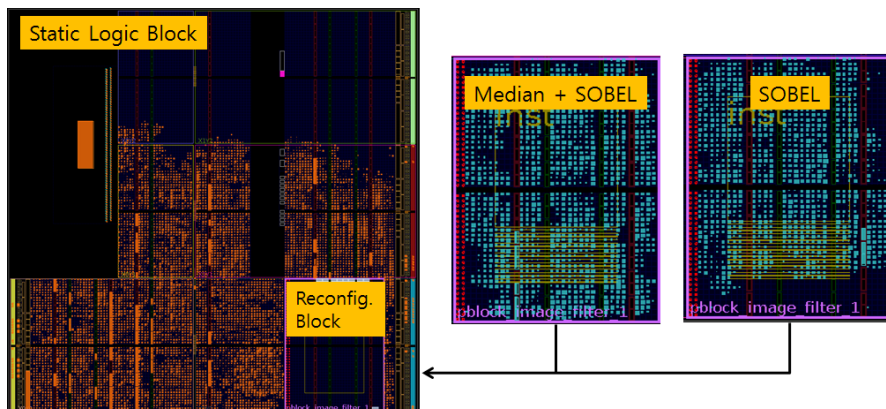 Static Logic Block
Median + SOBEL
SOBEL
inst
inst
Reconfig.
Block
pblock_image_filter_1
pblock_image_filter_1
pblock_image_filter_1